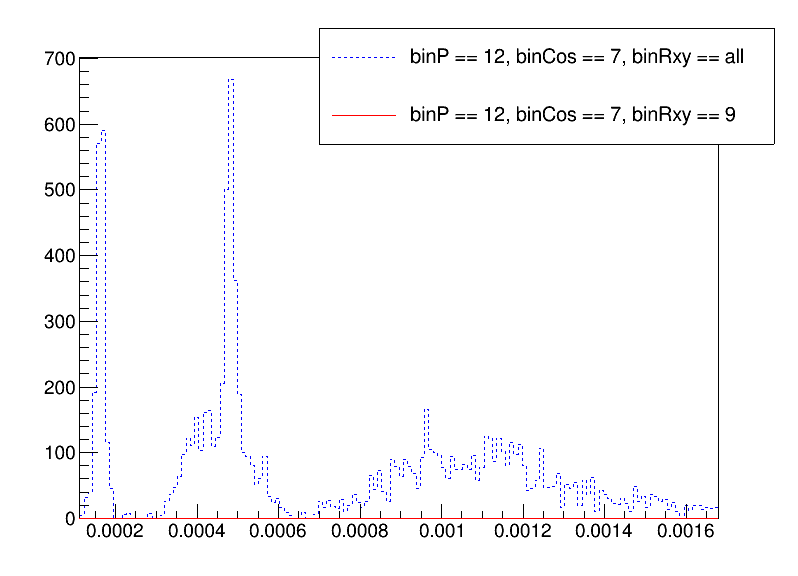 binP == 12, binCos == 7, binRxy == all
binP == 12, binCos == 7, binRxy == 9
700
600
500
400
300
200
100
0
0.0002 0.0004 0.0006 0.0008 0.001 0.0012 0.0014 0.0016